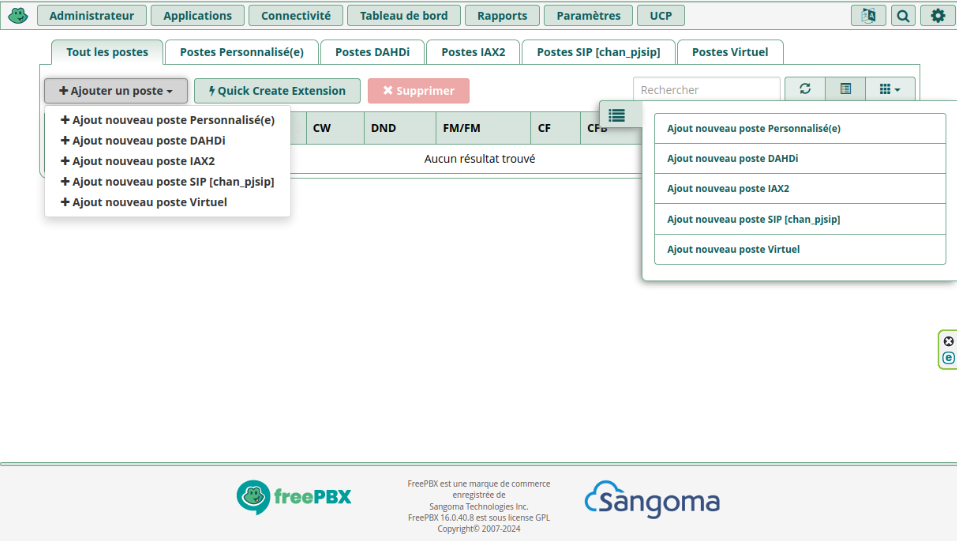 Administrateur Applications Connectivité Tableau de bord Rapports Paramètres UCP
Tout les postes Postes Personnalisé(e) Postes DAHDi Postes IAX2 Postes SIP [chan_pjsip] Postes Virtuel
Ajouter un poste Quick Create Extension Supprimer Rechercher
CW DND FM/FM CF CFB
Aucun résultat trouvé
Ajout nouveau poste Personnalisé(e)
Ajout nouveau poste DAHDi
Ajout nouveau poste IAX2
Ajout nouveau poste SIP [chan_pjsip]
Ajout nouveau poste Virtuel
Ajout nouveau poste Personnalisé(e)
Ajout nouveau poste DAHDi
Ajout nouveau poste IAX2
Ajout nouveau poste SIP [chan_pjsip]
Ajout nouveau poste Virtuel
freePBX
FreePBX est une marque de commerce
enregistrée de
Sangoma Technologies Inc.
FreePBX 16.0.40.8 est sous license GPL
Copyright© 2007-2024
Sangoma